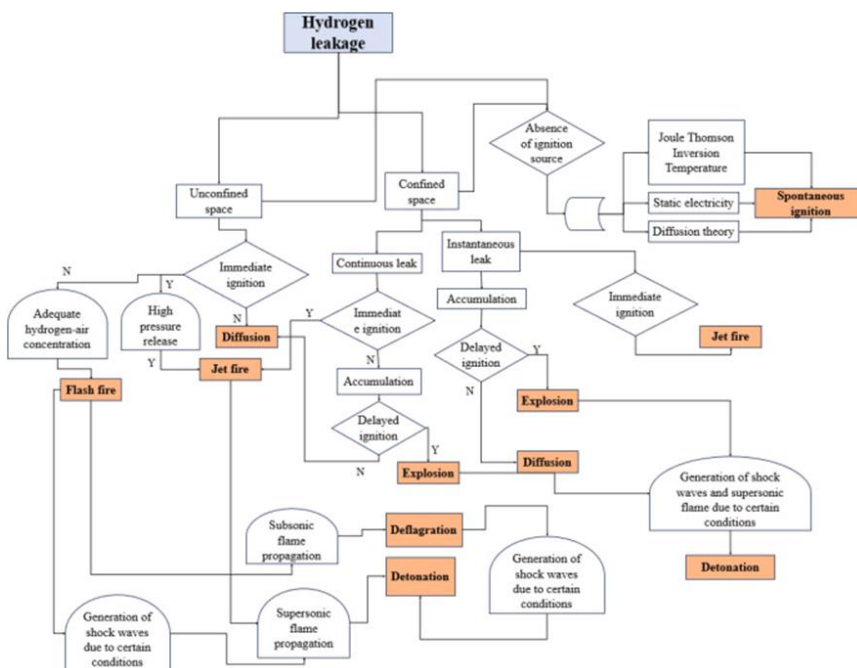 Hydrogen
leakage
Absence
of ignition
source
Joule Thomson
Inversion
Temperature
Unconfined
space
Confined
space
Static electricity
Spontaneous
ignition
Diffusion theory
Instantaneous
leak
Continuous leak
N
Immediate
ignition
Y
Accumulation
Immediate
ignition
Adequate
hydrogen-air
concentration
High
pressure
release
N
Diffusion
Y
Immediat
e ignition
Jet fire
Delayed
ignition
Y
Y
Jet fire
N
Accumulation
N
Flash fire
Explosion
Delayed
ignition
Y
N
Explosion
Diffusion
Generation of shock
waves and supersonic
flame due to certain
conditions
Subsonic
flame
propagation
Deflagration
Detonation
Detonation
Generation of
shock waves
due to certain
conditions
Generation of
shock waves
due to certain
conditions
Supersonic
flame
propagation